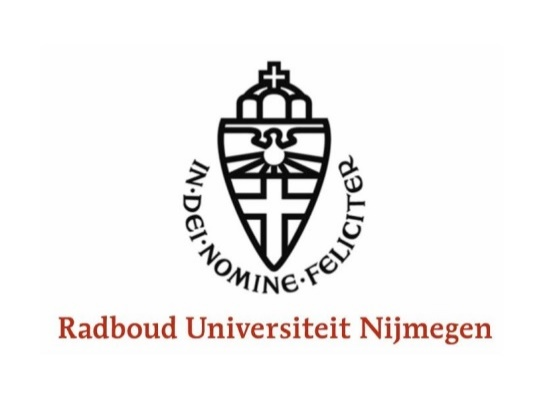 IN·DEI·NOMINE·FELICITER
Radboud Universiteit Nijmegen